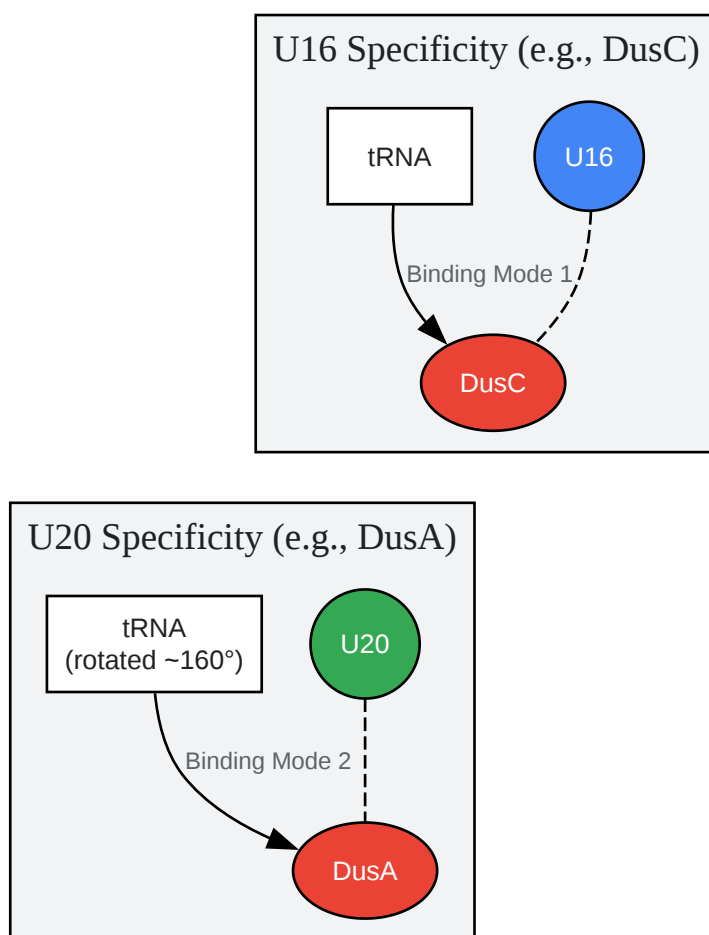 U16 Specificity (e.g., DusC)
tRNA
U16
Binding Mode 1
DusC
U20 Specificity (e.g., DusA)
tRNA
(rotated ~160°)
U20
Binding Mode 2
DusA